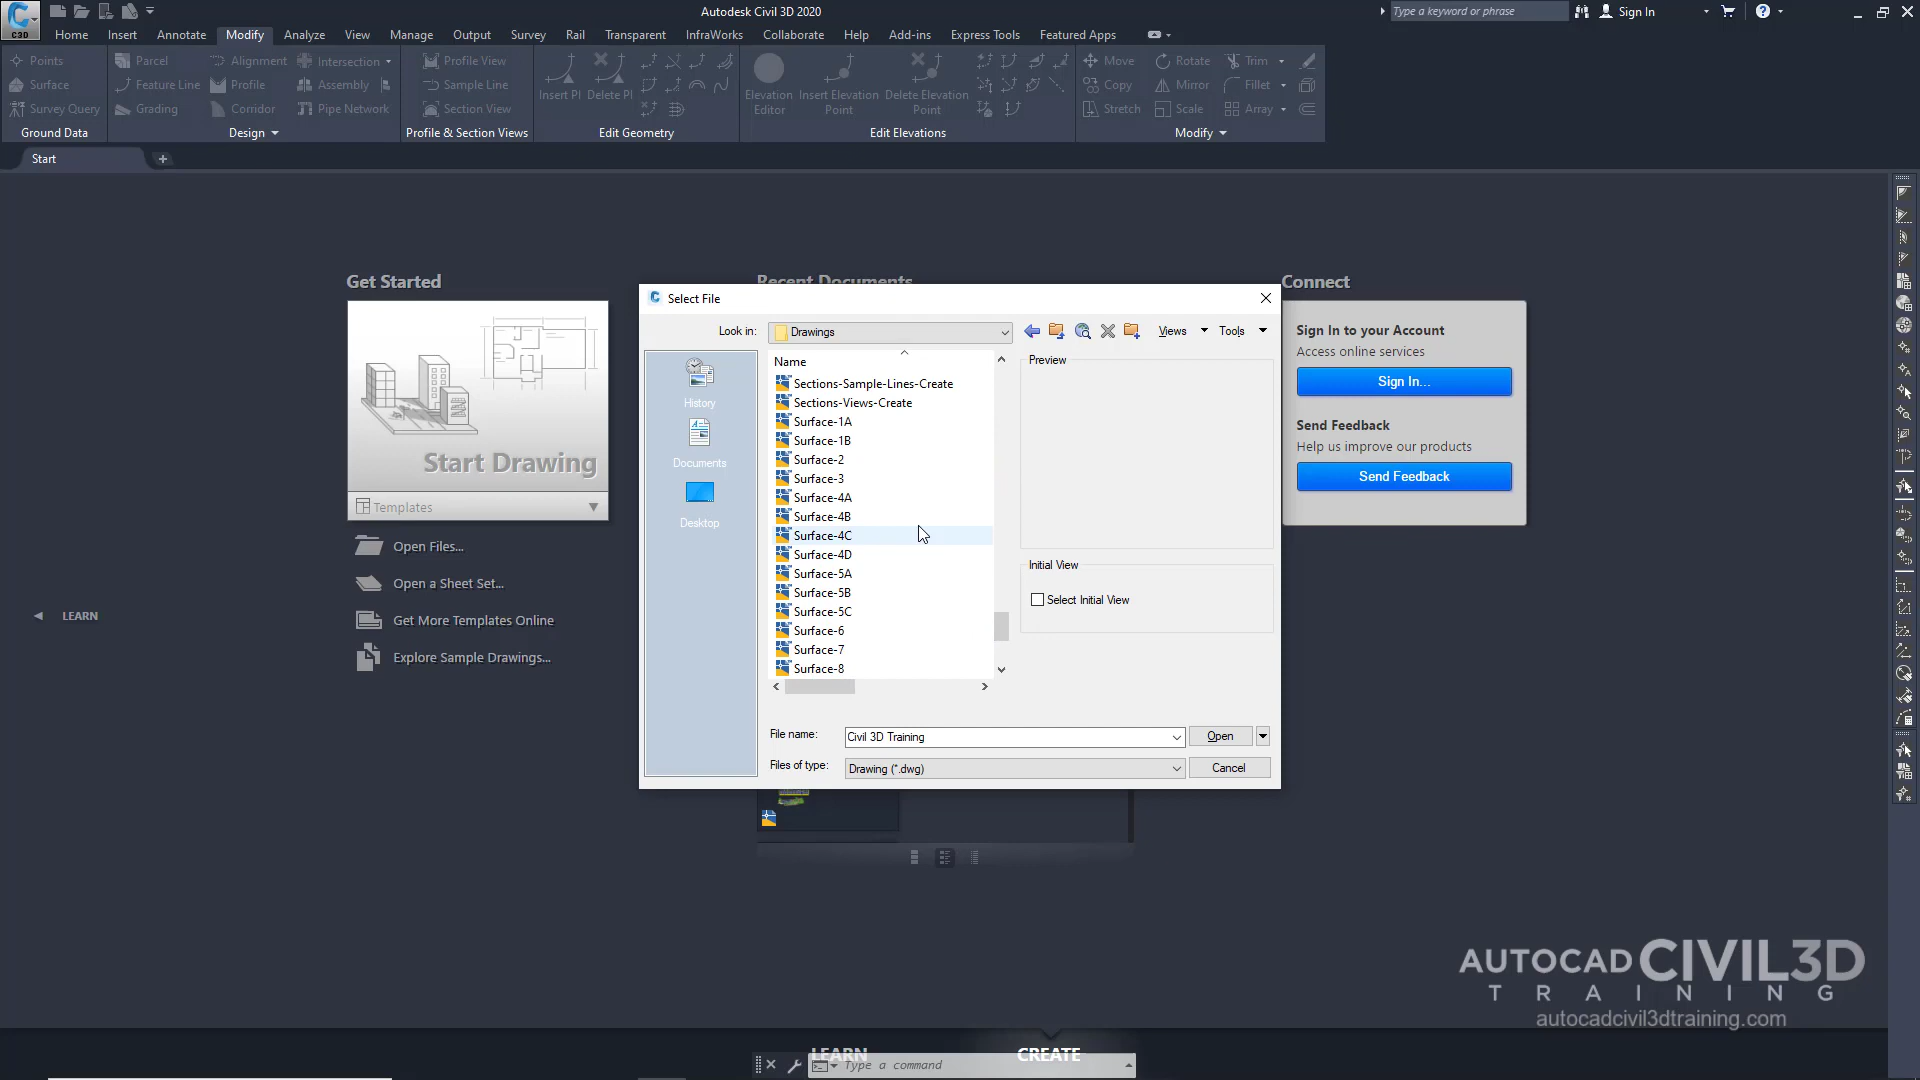 C3D
Autodesk Civil 3D 2020
Type a keyword or phrase
Sign In
Home Insert Annotate Modify Analyze View Manage Output Survey Rail Transparent InfraWorks Collaborate Help Add-ins Express Tools Featured Apps
Points Parcel Alignment Intersection Profile View Move Rotate Trim
Surface Feature Line Profile Assembly Sample Line Insert PI Delete PI Elevation Editor Insert Elevation Point Delete Elevation Point Copy Mirror Fillet
Survey Query Grading Corridor Pipe Network Section View Stretch Scale Array
Ground Data Design Profile & Section Views Edit Geometry Edit Elevations Modify
Start
Get Started
Start Drawing
Templates
Open Files...
Open a Sheet Set...
Get More Templates Online
Explore Sample Drawings...
LEARN
Recent Documents
Select File
Look in: Drawings
Views Tools
History
Documents
Desktop
Name
Sections-Sample-Lines-Create
Sections-Views-Create
Surface-1A
Surface-1B
Surface-2
Surface-3
Surface-4A
Surface-4B
Surface-4C
Surface-4D
Surface-5A
Surface-5B
Surface-5C
Surface-6
Surface-7
Surface-8
Preview
Initial View
Select Initial View
File name: Civil 3D Training Open
Files of type: Drawing (*.dwg) Cancel
Connect
Sign In to your Account
Access online services
Sign In...
Send Feedback
Help us improve our products
Send Feedback
AUTOCAD CIVIL3D
TRAINING
autocadcivil3dtraining.com
LEARN CREATE
Type a command